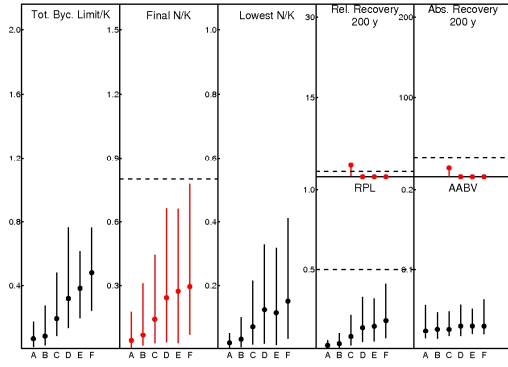 Tot. Byc. Limit/K
Final N/K
Lowest N/K
Rel. Recovery
200 y
Abs. Recovery
200 y
2.0
1.6
1.2
0.8
0.4
1.5
1.2
0.9
0.6
0.3
1.0
0.8
0.6
0.4
0.2
30
15
RPL
1.0
0.5
200
100
AABV
0.2
0.1
A B C D E F
A B C D E F
A B C D E F
A B C D E F
A B C D E F